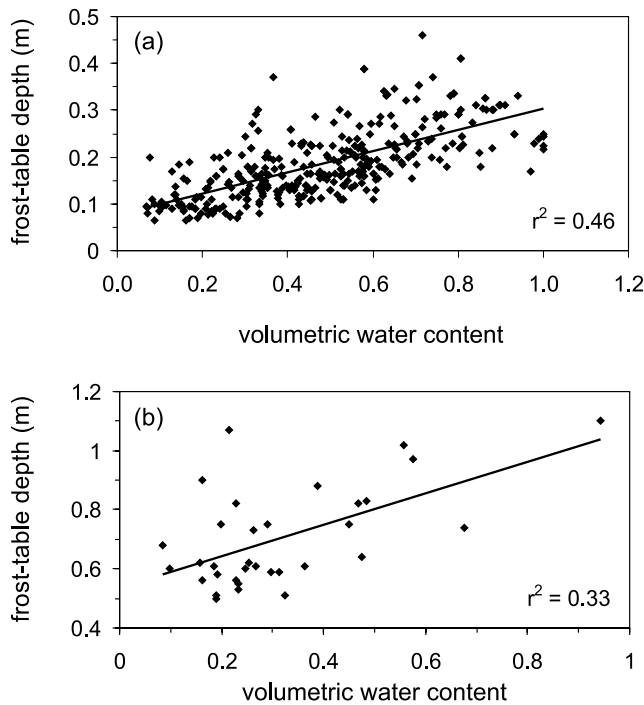 (a)
0.5
0.4
0.3
0.2
0.1
0
frost-table depth (m)
r² = 0.46
0.0 0.2 0.4 0.6 0.8 1.0 1.2
volumetric water content
(b)
1.2
1
0.8
0.6
0.4
frost-table depth (m)
r² = 0.33
0 0.2 0.4 0.6 0.8 1
volumetric water content